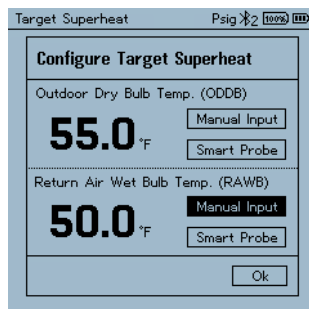 Target Superheat Psig 2 100%
Configure Target Superheat
Outdoor Dry Bulb Temp. (ODDB)
55.0 °F
Manual Input
Smart Probe
Return Air Wet Bulb Temp. (RAWB)
50.0 °F
Manual Input
Smart Probe
Ok